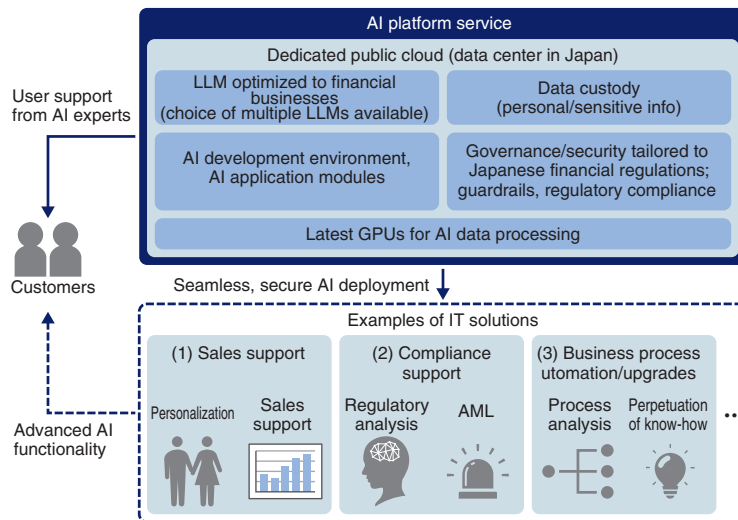 AI platform service
Dedicated public cloud (data center in Japan)
LLM optimized to financial
businesses
(choice of multiple LLMs available)
Data custody
(personal/sensitive info)
AI development environment,
AI application modules
Governance/security tailored to
Japanese financial regulations;
guardrails, regulatory compliance
Latest GPUs for AI data processing
User support
from AI experts
Customers
Seamless, secure AI deployment
Examples of IT solutions
(1) Sales support
Personalization
Sales
support
(2) Compliance
support
Regulatory
analysis
AML
(3) Business process
utomation/upgrades
Process
analysis
Perpetuation
of know-how
...
Advanced AI
functionality